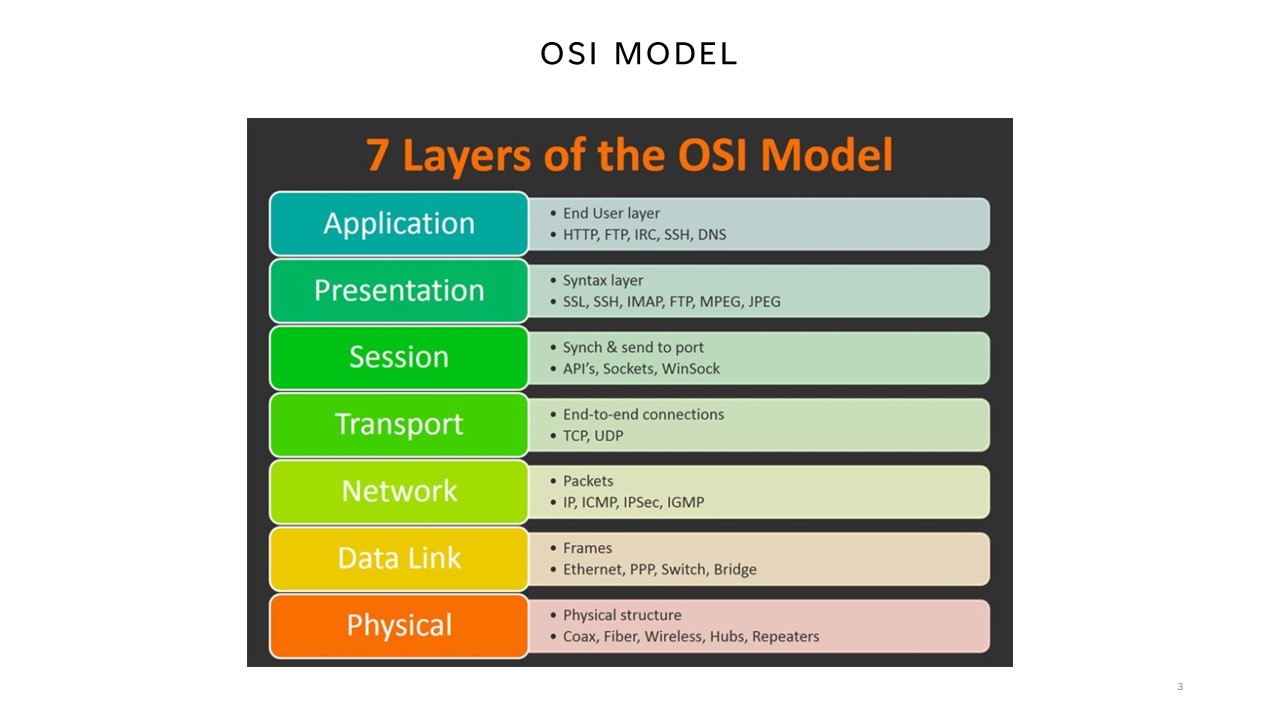 OSI MODEL
7 Layers of the OSI Model
Application
• End User layer
• HTTP, FTP, IRC, SSH, DNS
Presentation
• Syntax layer
• SSL, SSH, IMAP, FTP, MPEG, JPEG
Session
• Synch & send to port
• API's, Sockets, WinSock
Transport
• End-to-end connections
• TCP, UDP
Network
• Packets
• IP, ICMP, IPSec, IGMP
Data Link
• Frames
• Ethernet, PPP, Switch, Bridge
Physical
• Physical structure
• Coax, Fiber, Wireless, Hubs, Repeaters
3